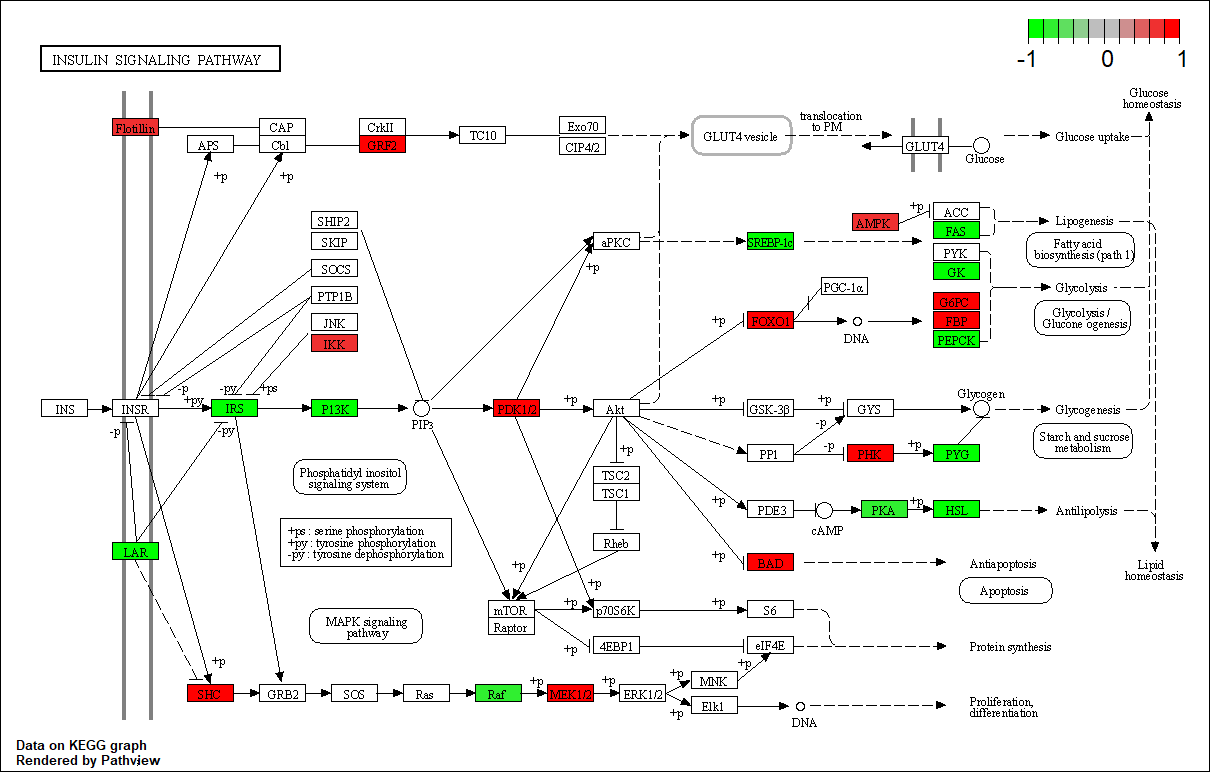 INSULIN SIGNALING PATHWAY
-1 0 1
Glucose
homeostasis
Flotillin
CAP
Cbl
APS
CrkII
GRF2
TC10
Exo70
CIP4/2
GLUT4 vesicle
translocation
to PM
GLUT4
Glucose
Glucose uptake
+p
+p
SHIP2
SKIP
SOCS
PTP1B
JNK
IKK
aPKC
+p
SREBP-1c
AMPK
+p
ACC
FAS
Lipogenesis
Fatty acid
biosynthesis (path 1)
PYK
GK
Glycolysis
PGC-1α
G6PC
FBP
PEPCK
Glycolysis /
Glucone ogenesis
+p
FOXO1
DNA
-p
+py
-py
+ps
INS
INSR
IRS
P13K
PIP3
PDK1/2
+p
Akt
+p
GSK-3β
+p
GYS
Glycogen
Glycogenesis
-p
-py
-p
-p
+p
PP1
PHK
PYG
Starch and sucrose
metabolism
Phosphatidyl inositol
signaling system
+p
TSC2
TSC1
+p
PDE3
cAMP
PKA
+p
HSL
Antilipolysis
+ps : serine phosphorylation
+py : tyrosine phosphorylation
-py : tyrosine dephosphorylation
LAR
Rheb
+p
BAD
Antiapoptosis
Apoptosis
Lipid
homeostasis
+p
+p
mTOR
Raptor
+p
p70S6K
+p
S6
+p
4EBP1
eIF4E
Protein synthesis
MAPK signaling
pathway
+p
SHC
GRB2
SOS
Ras
Raf
+p
MEK1/2
+p
ERK1/2
+p
MNK
+p
+p
Elk1
DNA
Proliferation,
differentiation
Data on KEGG graph
Rendered by Pathview